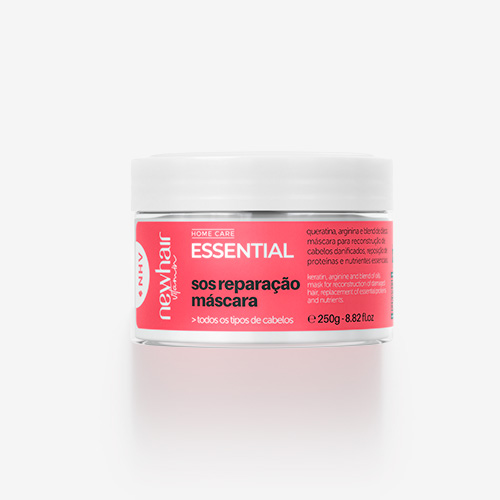 HOME CARE
ESSENTIAL
sos reparação
máscara
> todos os tipos de cabelos
+NHV
newhair
queratina, arginina e blend de óleos
máscara para reconstrução de
cabelos danificados, reposição de
proteínas e nutrientes essenciais
keratin, arginine and blend of oils
mask for reconstruction of damaged
hair, replacement of essential proteins
and nutrients.
℮ 250g - 8.82 fl.oz